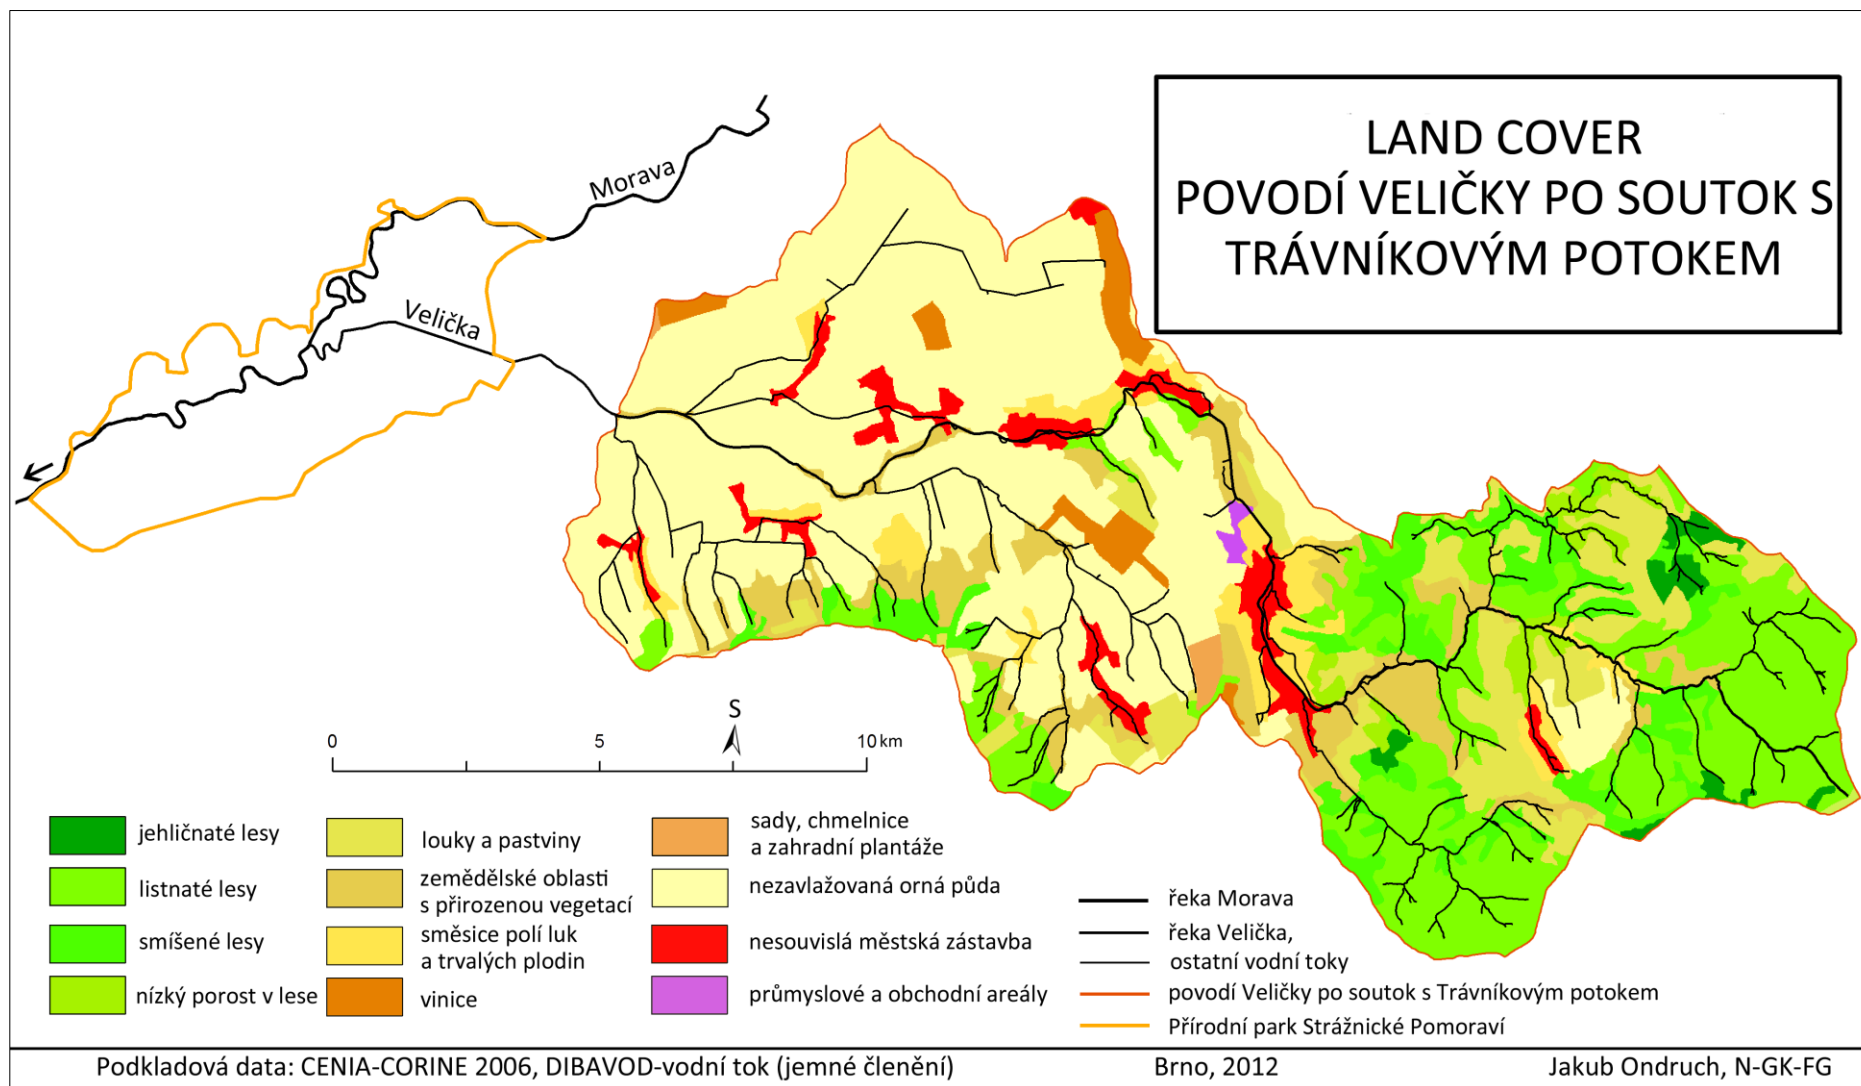 LAND COVER
POVODÍ VELIČKY PO SOUTOK S
TRÁVNÍKOVÝM POTOKEM
Morava
Velička
S
0 5 10 km
jehličnaté lesy
listnaté lesy
smíšené lesy
nízký porost v lese
louky a pastviny
zemědělské oblasti
s přirozenou vegetací
směsice polí luk
a trvalých plodin
vinice
sady, chmelnice
a zahradní plantáže
nezavlažovaná orná půda
nesouvislá městská zástavba
průmyslové a obchodní areály
řeka Morava
řeka Velička,
ostatní vodní toky
povodí Veličky po soutok s Trávníkovým potokem
Přírodní park Strážnické Pomoraví
Podkladová data: CENIA-CORINE 2006, DIBAVOD-vodní tok (jemné členění) Brno, 2012 Jakub Ondruch, N-GK-FG